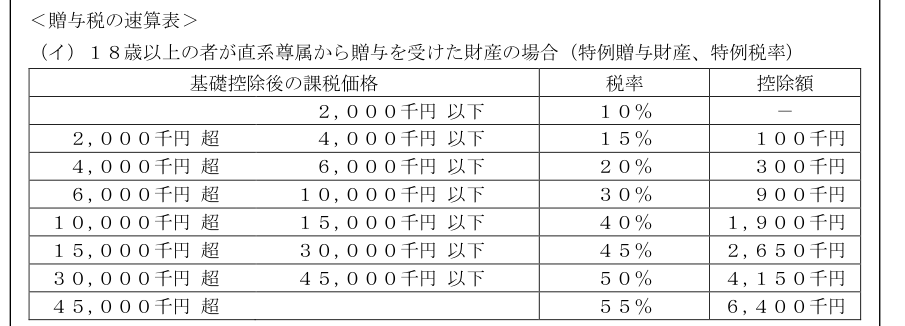 ＜贈与税の速算表＞
（イ）１８歳以上の者が直系尊属から贈与を受けた財産の場合（特例贈与財産、特例税率）
基礎控除後の課税価格 税率 控除額
２,０００千円 以下 １０％ －
２,０００千円 超 ４,０００千円 以下 １５％ １００千円
４,０００千円 超 ６,０００千円 以下 ２０％ ３００千円
６,０００千円 超 １０,０００千円 以下 ３０％ ９００千円
１０,０００千円 超 １５,０００千円 以下 ４０％ １,９００千円
１５,０００千円 超 ３０,０００千円 以下 ４５％ ２,６５０千円
３０,０００千円 超 ４５,０００千円 以下 ５０％ ４,１５０千円
４５,０００千円 超 ５５％ ６,４００千円